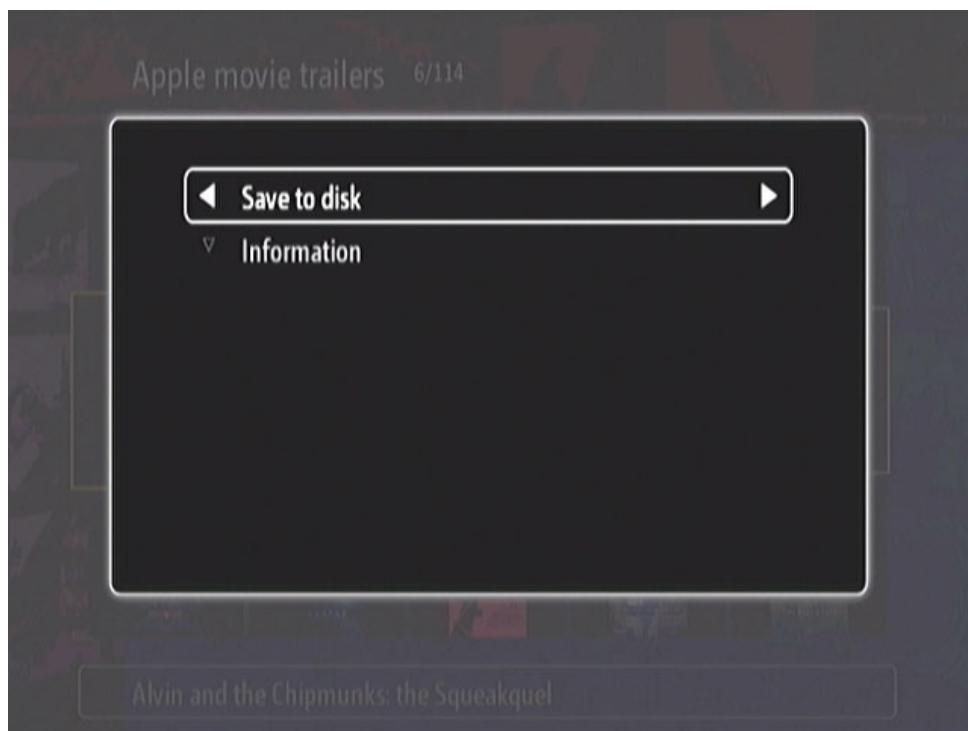 Apple movie trailers 6/114
Save to disk
Information
Alvin and the Chipmunks: the Squeakquel